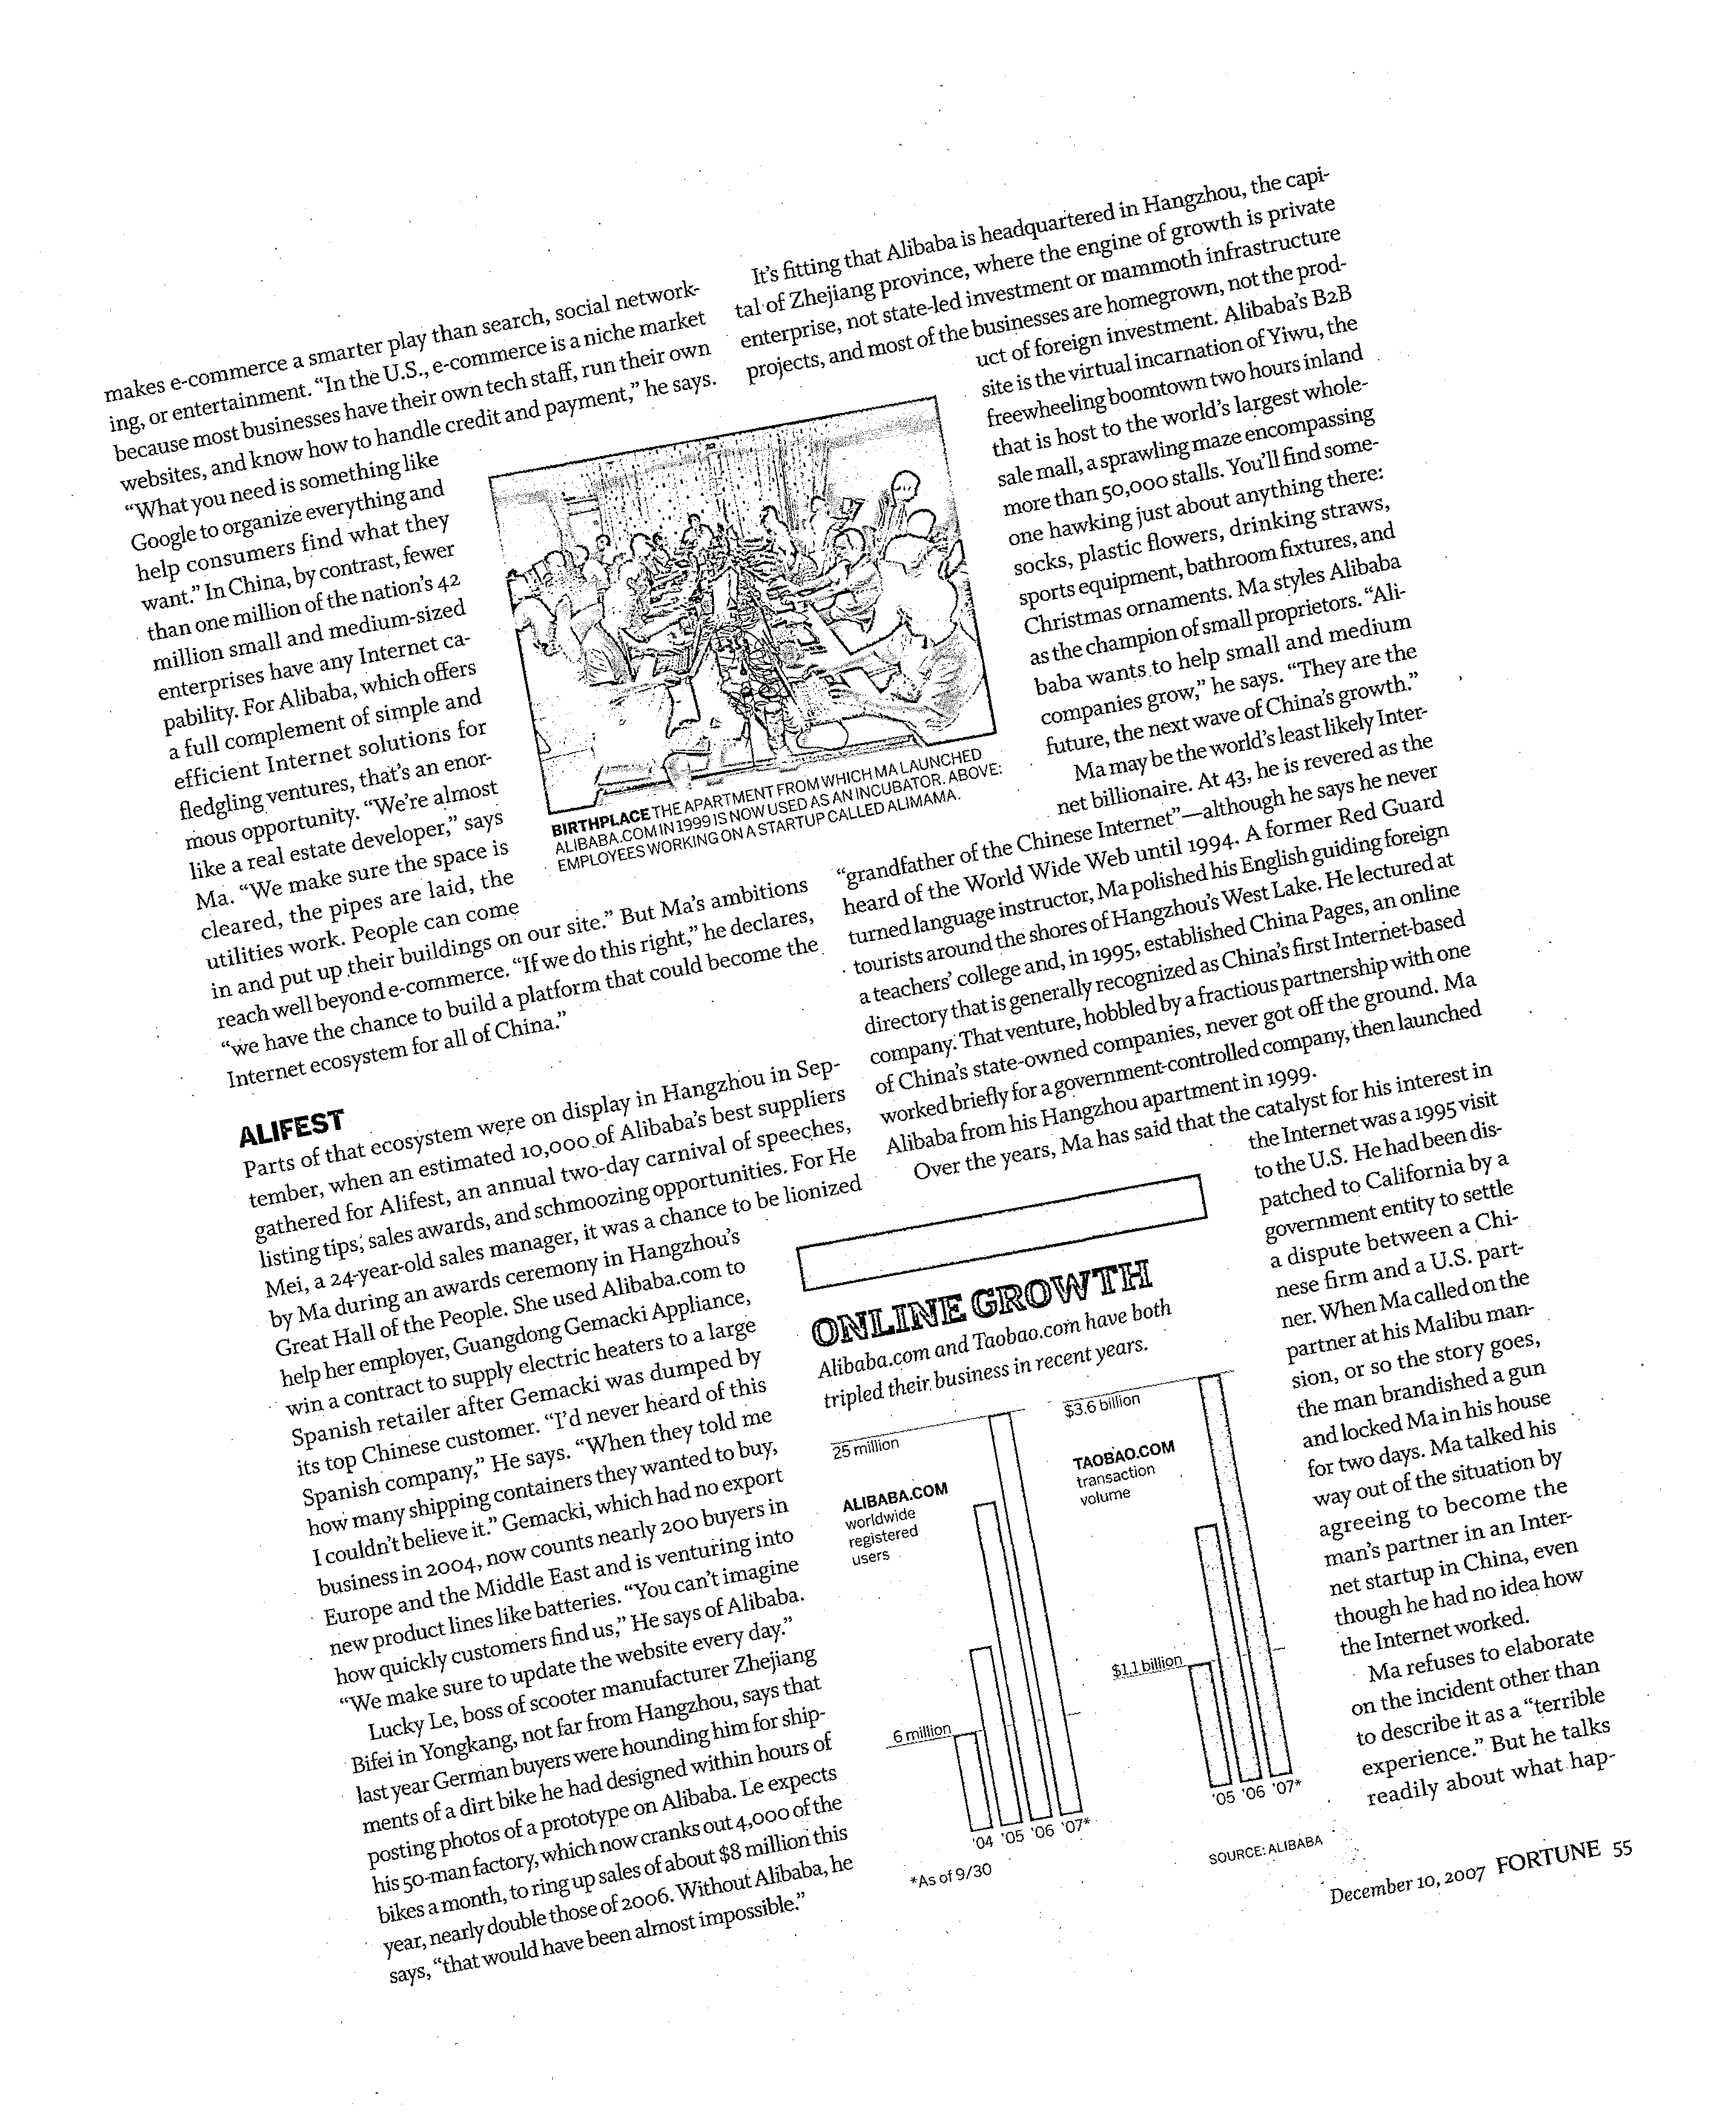 makes e-commerce a smarter play than search, social network-
ing, or entertainment. “In the U.S., e-commerce is a niche market
because most businesses have their own tech staff, run their own
websites, and know how to handle credit and payment,” he says.
“What you need is something like
Google to organize everything and
help consumers find what they
want.” In China, by contrast, fewer
than one million of the nation’s 42
million small and medium-sized
enterprises have any Internet ca-
pability. For Alibaba, which offers
a full complement of simple and
efficient Internet solutions for
fledgling ventures, that’s an enor-
mous opportunity. “We’re almost
like a real estate developer,” says
Ma. “We make sure the space is
cleared, the pipes are laid, the
utilities work. People can come
in and put up their buildings on our site.” But Ma’s ambitions
reach well beyond e-commerce. “If we do this right,” he declares,
“we have the chance to build a platform that could become the
Internet ecosystem for all of China.”
ALIFEST
Parts of that ecosystem were on display in Hangzhou in Sep-
tember, when an estimated 10,000 of Alibaba’s best suppliers
gathered for Alifest, an annual two-day carnival of speeches,
listing tips, sales awards, and schmoozing opportunities. For He
Mei, a 24-year-old sales manager, it was a chance to be lionized
by Ma during an awards ceremony in Hangzhou’s
Great Hall of the People. She used Alibaba.com to
help her employer, Guangdong Gemacki Appliance,
win a contract to supply electric heaters to a large
Spanish retailer after Gemacki was dumped by
its top Chinese customer. “I’d never heard of this
Spanish company,” He says. “When they told me
how many shipping containers they wanted to buy,
I couldn’t believe it.” Gemacki, which had no export
business in 2004, now counts nearly 200 buyers in
Europe and the Middle East and is venturing into
new product lines like batteries. “You can’t imagine
how quickly customers find us,” He says of Alibaba.
“We make sure to update the website every day.”
Lucky Le, boss of scooter manufacturer Zhejiang
Bifei in Yongkang, not far from Hangzhou, says that
last year German buyers were hounding him for ship-
ments of a dirt bike he had designed within hours of
posting photos of a prototype on Alibaba. Le expects
his 50-man factory, which now cranks out 4,000 of the
bikes a month, to ring up sales of about $8 million this
year, nearly double those of 2006. Without Alibaba, he
says, “that would have been almost impossible.”
BIRTHPLACE THE APARTMENT FROM WHICH MA LAUNCHED
ALIBABA.COM IN 1999 IS NOW USED AS AN INCUBATOR. ABOVE:
EMPLOYEES WORKING ON A STARTUP CALLED ALIMAMA.
It’s fitting that Alibaba is headquartered in Hangzhou, the capi-
tal of Zhejiang province, where the engine of growth is private
enterprise, not state-led investment or mammoth infrastructure
projects, and most of the businesses are homegrown, not the prod-
uct of foreign investment. Alibaba’s B2B
site is the virtual incarnation of Yiwu, the
freewheeling boomtown two hours inland
that is host to the world’s largest whole-
sale mall, a sprawling maze encompassing
more than 50,000 stalls. You’ll find some-
one hawking just about anything there:
socks, plastic flowers, drinking straws,
sports equipment, bathroom fixtures, and
Christmas ornaments. Ma styles Alibaba
as the champion of small proprietors. “Ali-
baba wants to help small and medium
companies grow,” he says. “They are the
future, the next wave of China’s growth.”
Ma may be the world’s least likely Inter-
net billionaire. At 43, he is revered as the
“grandfather of the Chinese Internet”—although he says he never
heard of the World Wide Web until 1994. A former Red Guard
turned language instructor, Ma polished his English guiding foreign
tourists around the shores of Hangzhou’s West Lake. He lectured at
a teachers’ college and, in 1995, established China Pages, an online
directory that is generally recognized as China’s first Internet-based
company. That venture, hobbled by a fractious partnership with one
of China’s state-owned companies, never got off the ground. Ma
worked briefly for a government-controlled company, then launched
Alibaba from his Hangzhou apartment in 1999.
Over the years, Ma has said that the catalyst for his interest in
the Internet was a 1995 visit
to the U.S. He had been dis-
patched to California by a
government entity to settle
a dispute between a Chi-
nese firm and a U.S. part-
ner. When Ma called on the
partner at his Malibu man-
sion, or so the story goes,
the man brandished a gun
and locked Ma in his house
for two days. Ma talked his
way out of the situation by
agreeing to become the
man’s partner in an Inter-
net startup in China, even
though he had no idea how
the Internet worked.
Ma refuses to elaborate
on the incident other than
to describe it as a “terrible
experience.” But he talks
readily about what hap-
ONLINE GROWTH
Alibaba.com and Taobao.com have both
tripled their business in recent years.
25 million
ALIBABA.COM
worldwide
registered
users
6 million
'04 '05 '06 '07*
*As of 9/30
$3.6 billion
TAOBAO.COM
transaction
volume
$1.1 billion
'05 '06 '07*
SOURCE: ALIBABA
December 10, 2007 FORTUNE 55